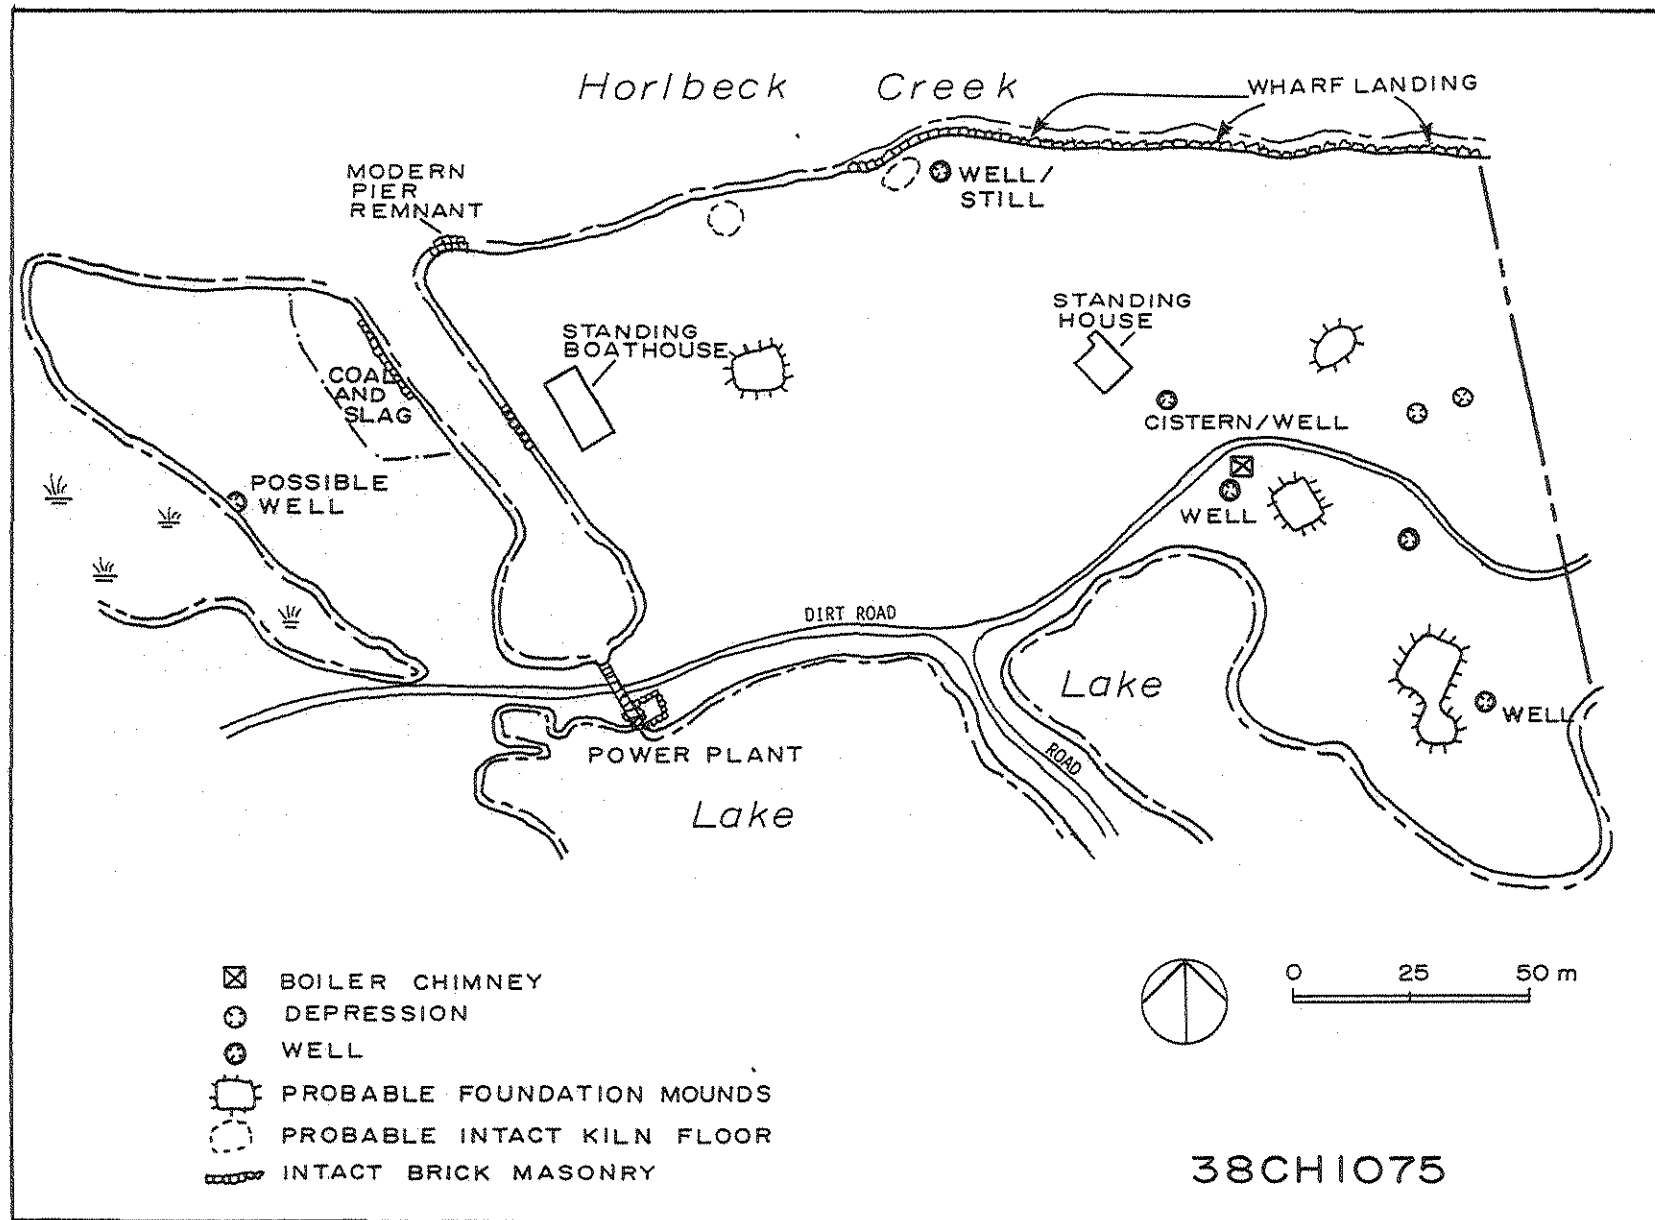 Horlbeck Creek
WHARF LANDING
MODERN
PIER
REMNANT
WELL/
STILL
STANDING
HOUSE
STANDING
BOATHOUSE
COAL
AND
SLAG
CISTERN/WELL
POSSIBLE
WELL
WELL
DIRT ROAD
Lake
WELL
ROAD
POWER PLANT
Lake
BOILER CHIMNEY
DEPRESSION
WELL
PROBABLE FOUNDATION MOUNDS
PROBABLE INTACT KILN FLOOR
INTACT BRICK MASONRY
0 25 50 m
38CH1075